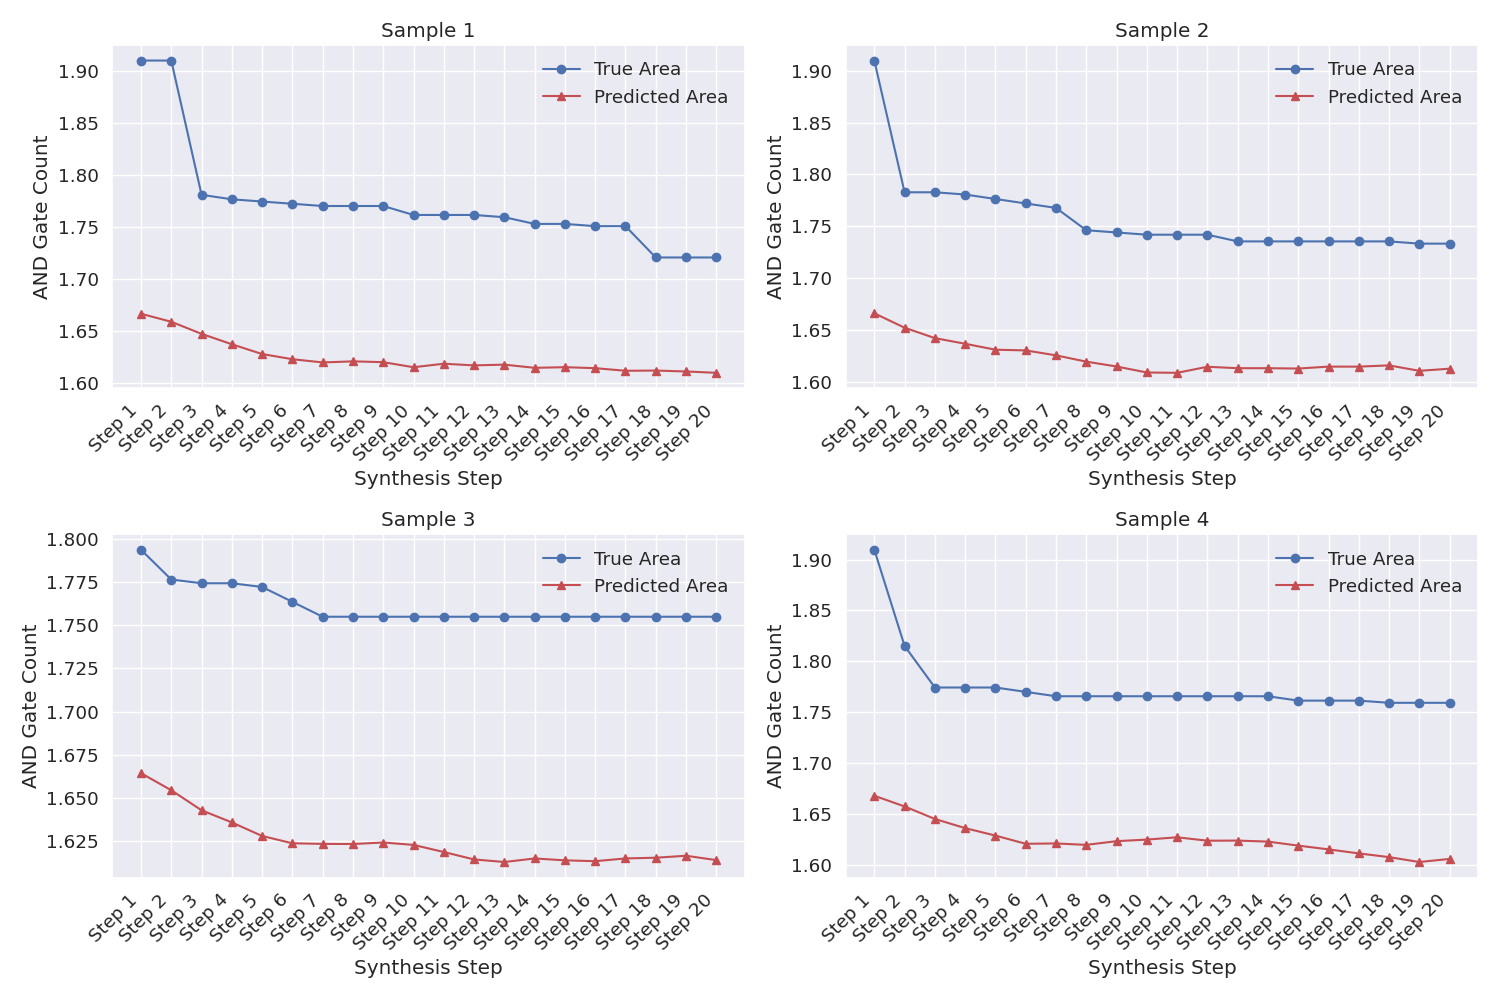 Sample 1
AND Gate Count
1.90
1.85
1.80
1.75
1.70
1.65
1.60
True Area
Predicted Area
Step 1
Step 2
Step 3
Step 4
Step 5
Step 6
Step 7
Step 8
Step 9
Step 10
Step 11
Step 12
Step 13
Step 14
Step 15
Step 16
Step 17
Step 18
Step 19
Step 20
Synthesis Step
Sample 2
AND Gate Count
1.90
1.85
1.80
1.75
1.70
1.65
1.60
True Area
Predicted Area
Step 1
Step 2
Step 3
Step 4
Step 5
Step 6
Step 7
Step 8
Step 9
Step 10
Step 11
Step 12
Step 13
Step 14
Step 15
Step 16
Step 17
Step 18
Step 19
Step 20
Synthesis Step
Sample 3
AND Gate Count
1.800
1.775
1.750
1.725
1.700
1.675
1.650
1.625
True Area
Predicted Area
Step 1
Step 2
Step 3
Step 4
Step 5
Step 6
Step 7
Step 8
Step 9
Step 10
Step 11
Step 12
Step 13
Step 14
Step 15
Step 16
Step 17
Step 18
Step 19
Step 20
Synthesis Step
Sample 4
AND Gate Count
1.90
1.85
1.80
1.75
1.70
1.65
1.60
True Area
Predicted Area
Step 1
Step 2
Step 3
Step 4
Step 5
Step 6
Step 7
Step 8
Step 9
Step 10
Step 11
Step 12
Step 13
Step 14
Step 15
Step 16
Step 17
Step 18
Step 19
Step 20
Synthesis Step